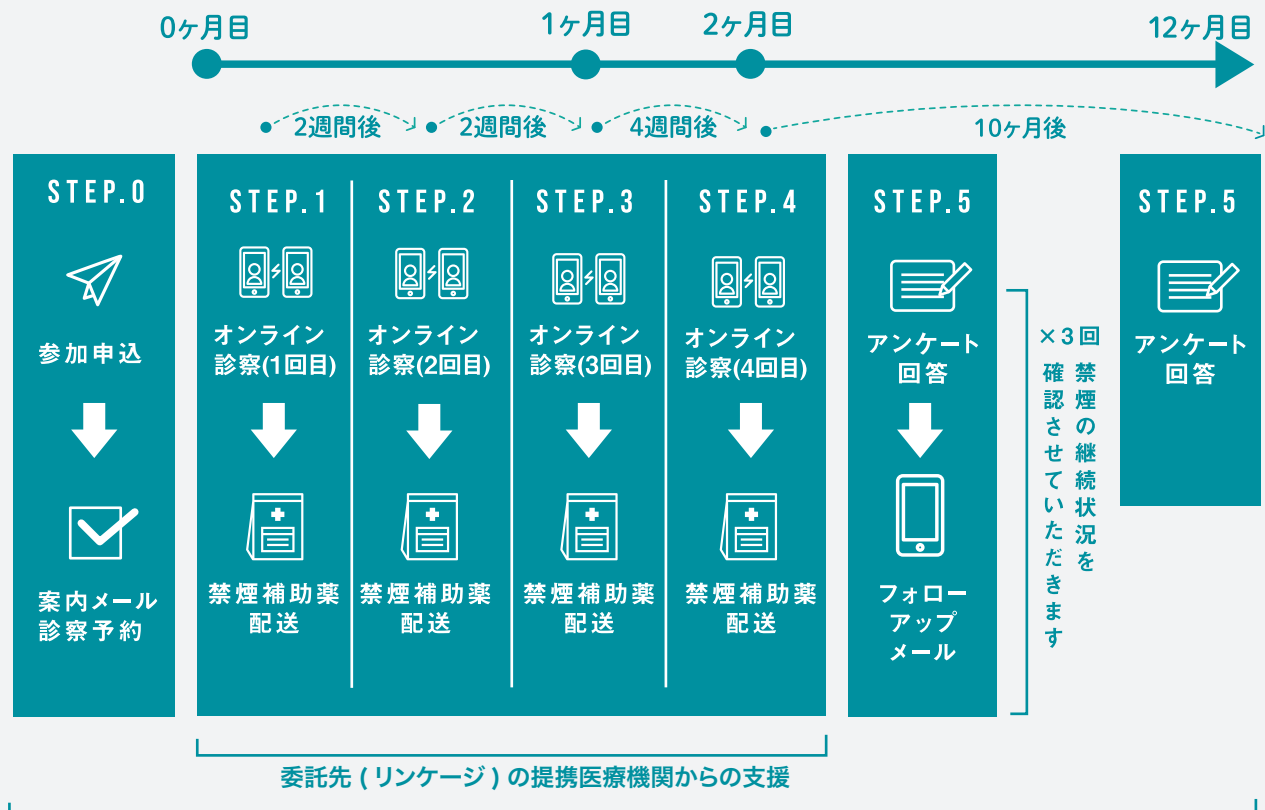 0ヶ月目
1ヶ月目
2ヶ月目
12ヶ月目
2週間後
2週間後
4週間後
10ヶ月後
STEP.0
参加申込
案内メール
診察予約
STEP.1
オンライン
診察(1回目)
禁煙補助薬
配送
STEP.2
オンライン
診察(2回目)
禁煙補助薬
配送
STEP.3
オンライン
診察(3回目)
禁煙補助薬
配送
STEP.4
オンライン
診察(4回目)
禁煙補助薬
配送
STEP.5
アンケート
回答
フォロー
アップ
メール
×3回
禁煙の継続状況を
確認させていただきます
STEP.5
アンケート
回答
委託先 ( リンケージ ) の提携医療機関からの支援